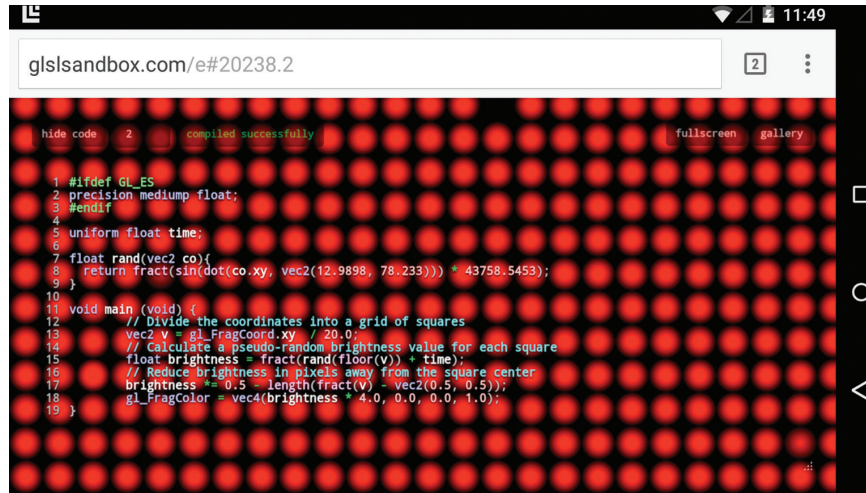 11:49
glslsandbox.com/e#20238.2
2
hide code 2 compiled successfully fullscreen gallery
1 #ifdef GL_ES
2 precision mediump float;
3 #endif
4
5 uniform float time;
6
7 float rand(vec2 co){
8 return fract(sin(dot(co.xy, vec2(12.9898, 78.233))) * 43758.5453);
9 }
10
11 void main (void) {
12 // Divide the coordinates into a grid of squares
13 vec2 v = gl_FragCoord.xy / 20.0;
14 // Calculate a pseudo-random brightness value for each square
15 float brightness = fract(rand(floor(v)) + time);
16 // Reduce brightness in pixels away from the square center
17 brightness *= 0.5 - length(fract(v) - vec2(0.5, 0.5));
18 gl_FragColor = vec4(brightness * 4.0, 0.0, 0.0, 1.0);
19 }